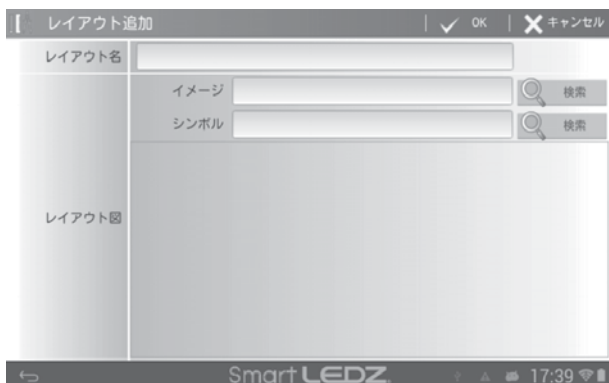 レイアウト追加
OK
キャンセル
レイアウト名
イメージ
検索
シンボル
検索
レイアウト図
Smart LEDZ.
17:39